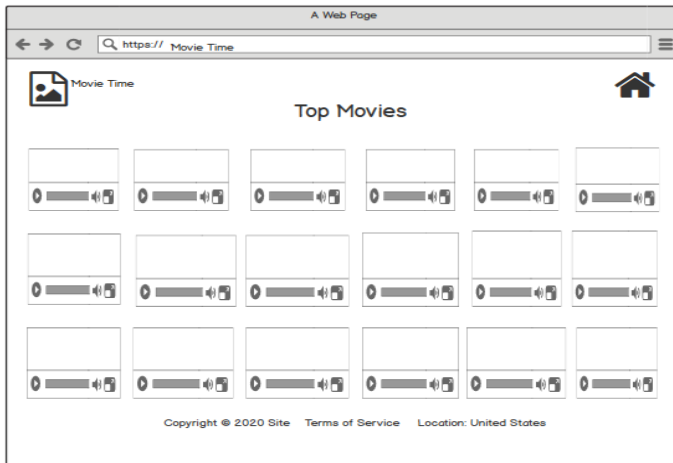 A Web Page
https:// Movie Time
Movie Time
Top Movies
Copyright © 2020 Site Terms of Service Location: United States